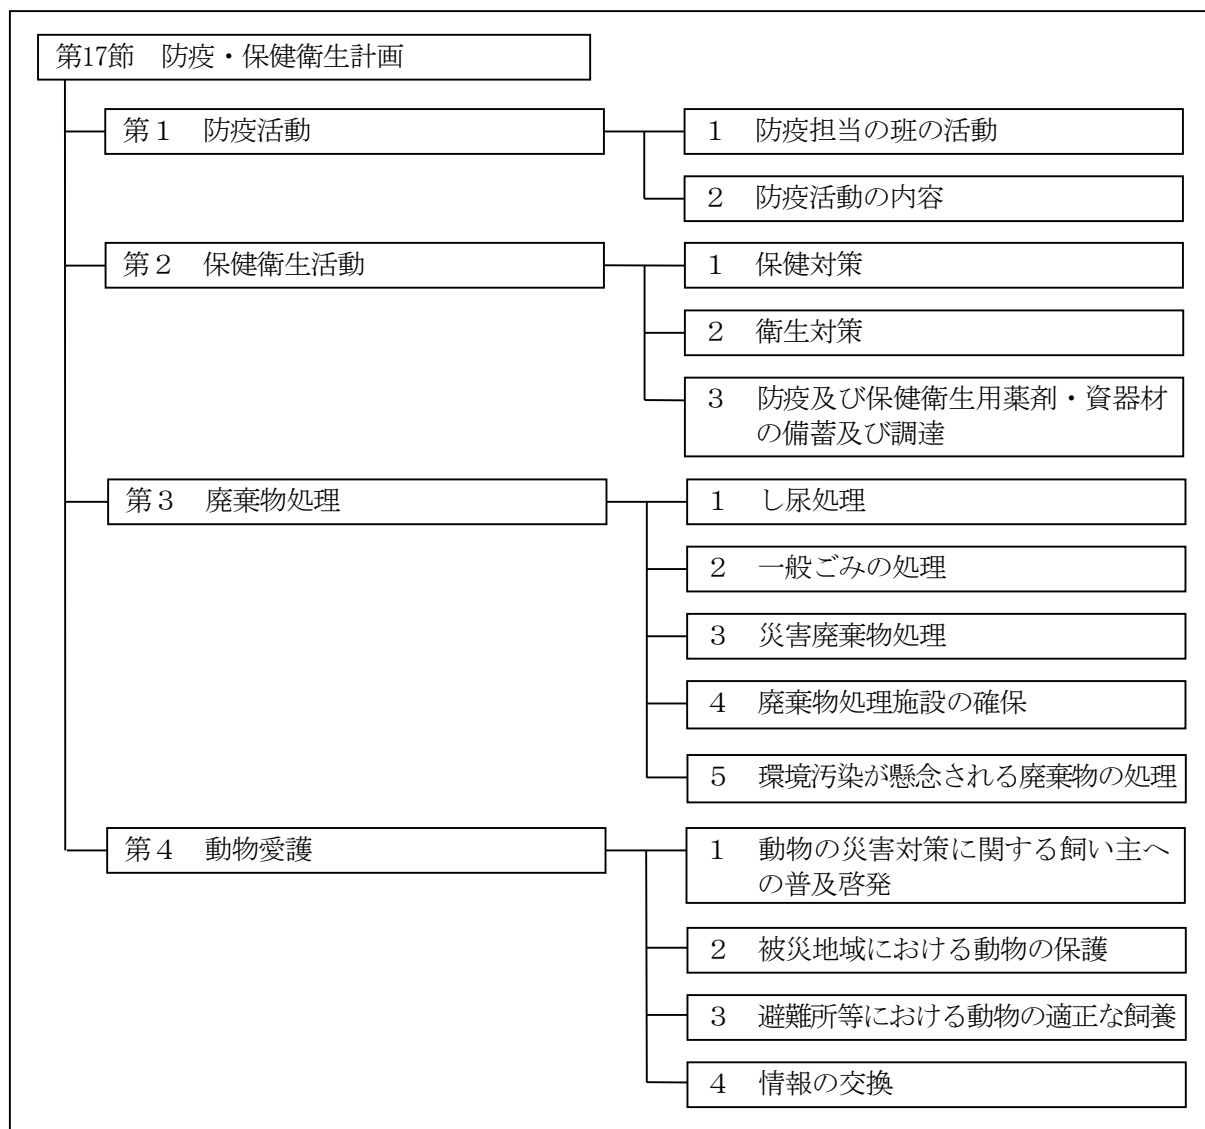 第17節　防疫・保健衛生計画
第１　防疫活動
１　防疫担当の班の活動
２　防疫活動の内容
第２　保健衛生活動
１　保健対策
２　衛生対策
３　防疫及び保健衛生用薬剤・資器材
の備蓄及び調達
第３　廃棄物処理
１　し尿処理
２　一般ごみの処理
３　災害廃棄物処理
４　廃棄物処理施設の確保
５　環境汚染が懸念される廃棄物の処理
第４　動物愛護
１　動物の災害対策に関する飼い主へ
の普及啓発
２　被災地域における動物の保護
３　避難所等における動物の適正な飼養
４　情報の交換